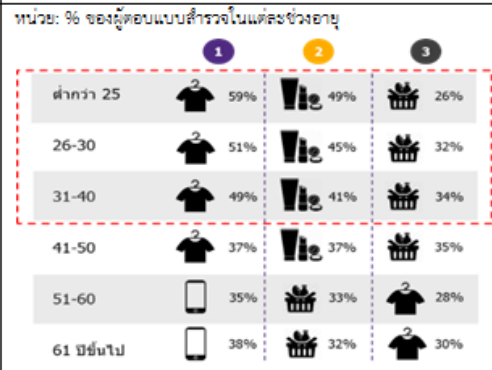 หน่วย: % ของผู้ตอบแบบสำรวจในแต่ละช่วงอายุ
1 2 3
ต่ำกว่า 25 59% 49% 26%
26-30 51% 45% 32%
31-40 49% 41% 34%
41-50 37% 37% 35%
51-60 35% 33% 28%
61 ปีขึ้นไป 38% 32% 30%